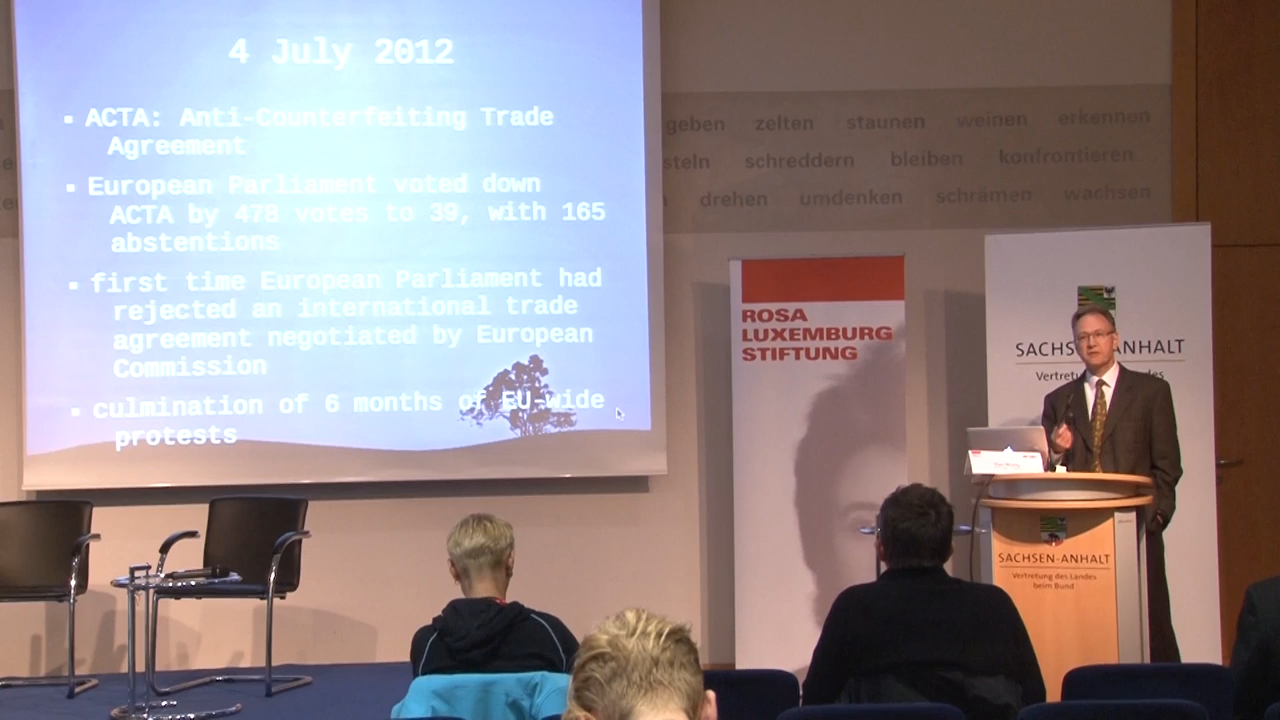 4 July 2012
ACTA: Anti-Counterfeiting Trade
Agreement
European Parliament voted down
ACTA by 478 votes to 39, with 165
abstentions
first time European Parliament had
rejected an international trade
agreement negotiated by European
Commission
culmination of 6 months of EU-wide
protests
geben zelten staunen weinen erkennen
steln schreddern bleiben konfrontieren
drehen umdenken schrämen wachsen
ROSA
LUXEMBURG
STIFTUNG
SACHS ANHALT
Vertretu des
SACHSEN-ANHALT
Vertretung des Landes
beim Bund